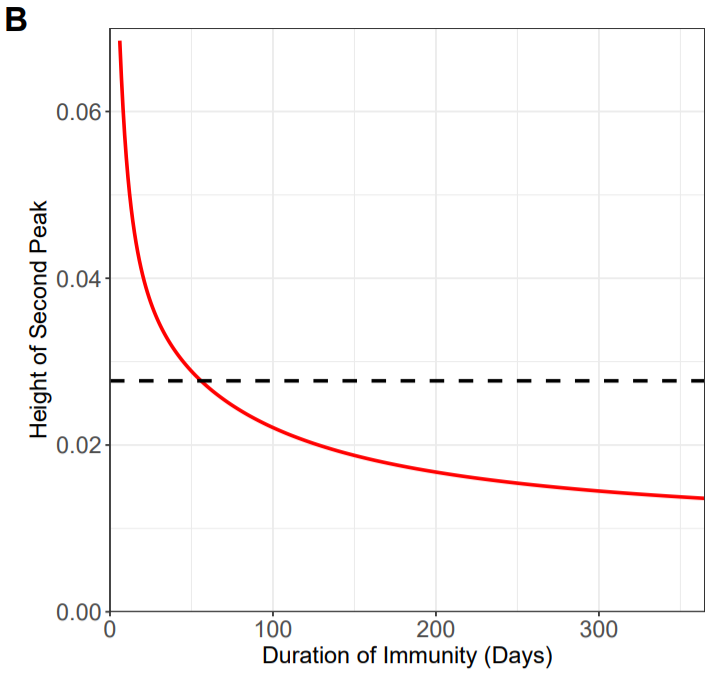 B
Height of Second Peak
0.06
0.04
0.02
0.00
0 100 200 300
Duration of Immunity (Days)